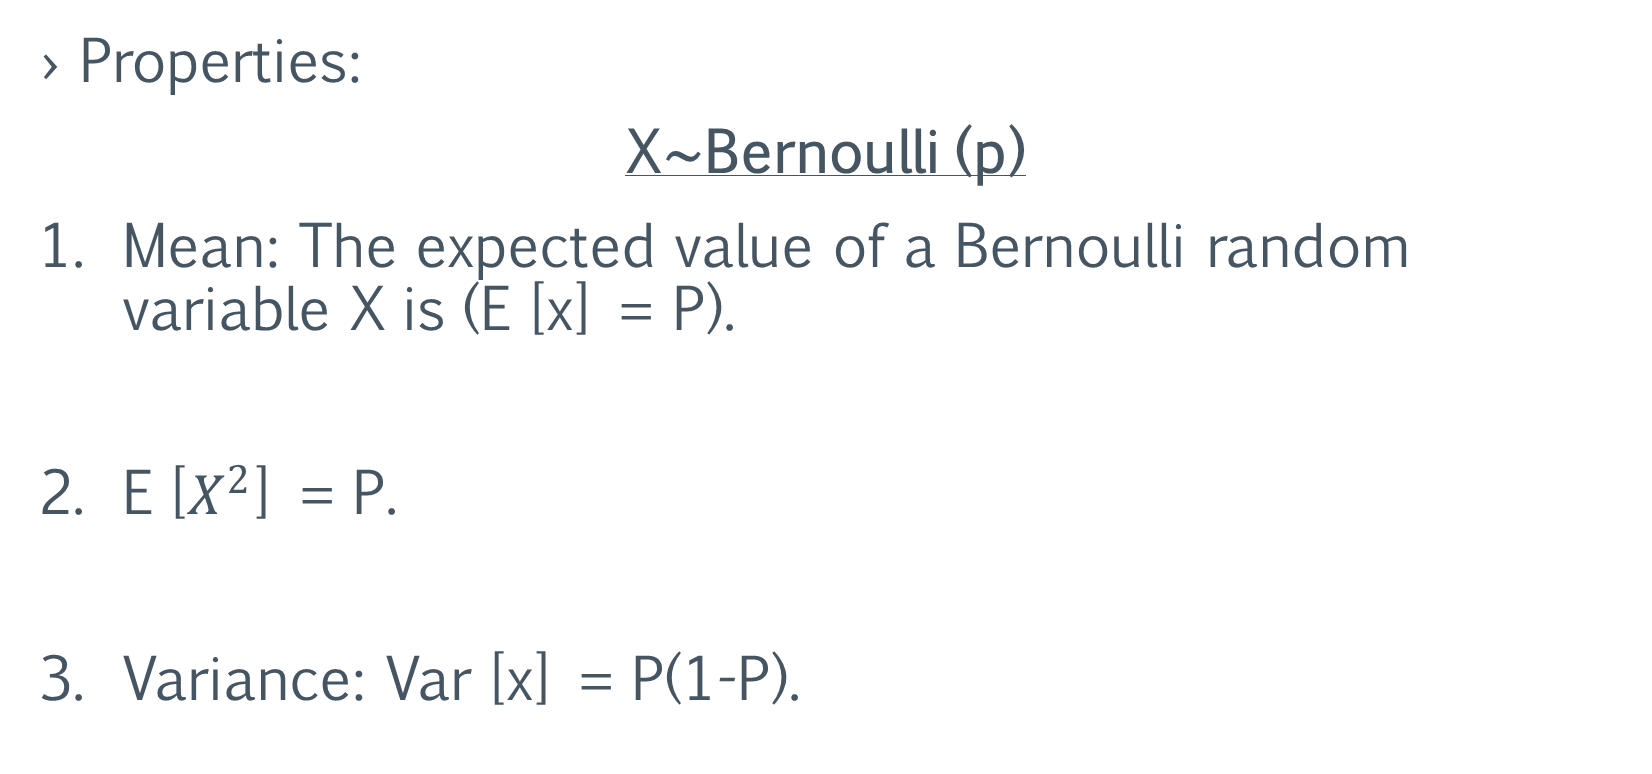 › Properties:
X~Bernoulli (p)
1. Mean: The expected value of a Bernoulli random
variable X is (E [x] = P).
2. E [X²] = P.
3. Variance: Var [x] = P(1-P).